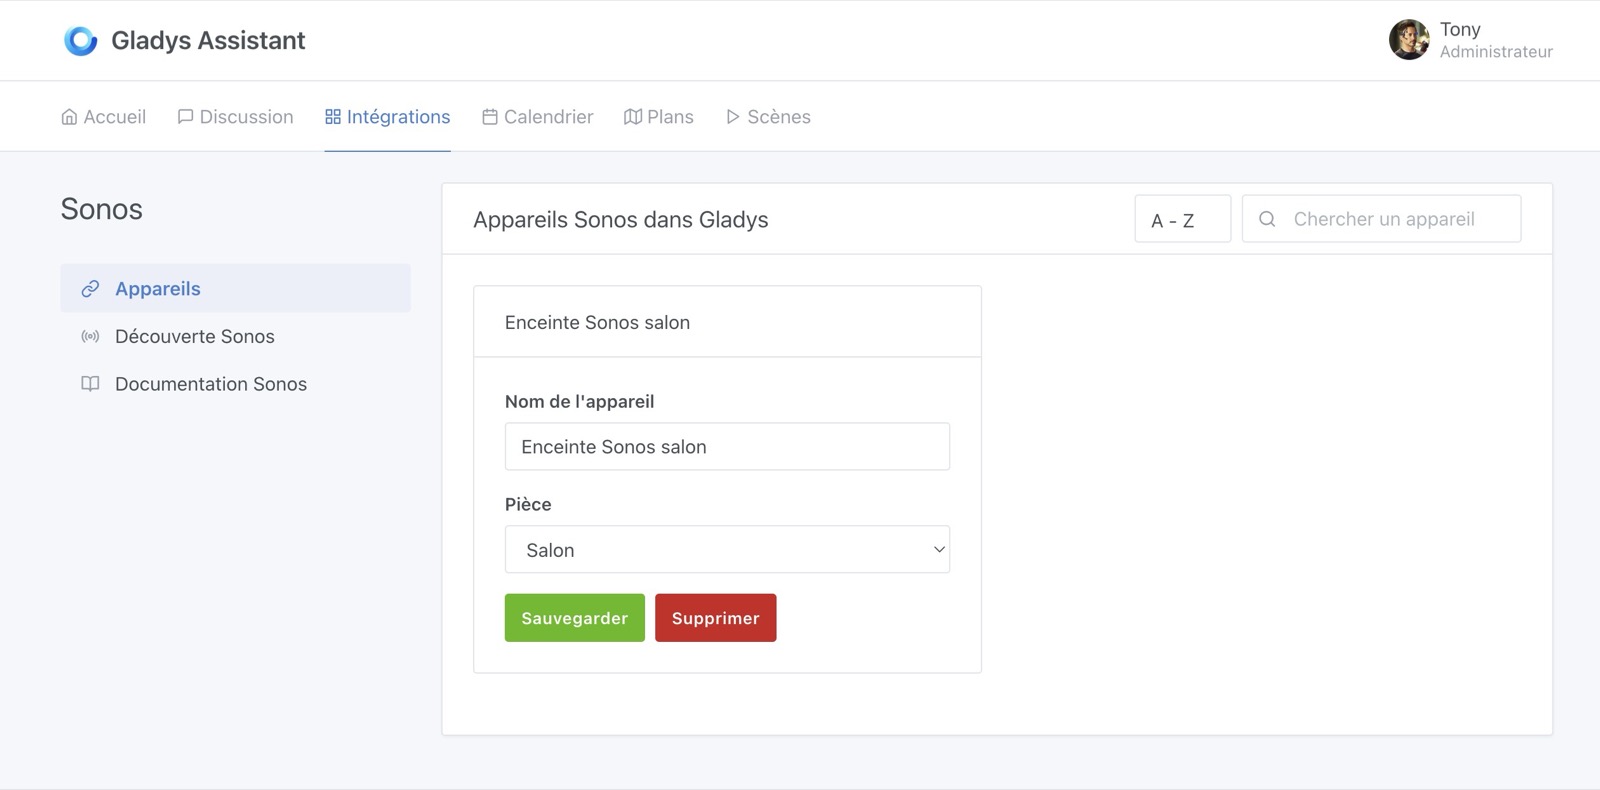 Gladys Assistant
Tony
Administrateur
Accueil
Discussion
Intégrations
Calendrier
Plans
Scènes
Sonos
Appareils
Découverte Sonos
Documentation Sonos
Appareils Sonos dans Gladys
A - Z
Chercher un appareil
Enceinte Sonos salon
Nom de l'appareil
Enceinte Sonos salon
Pièce
Salon
Sauvegarder
Supprimer